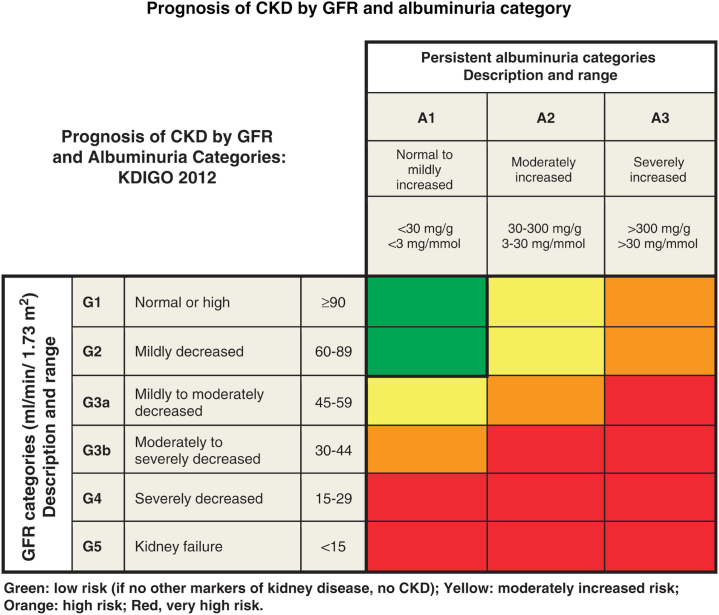 Prognosis of CKD by GFR and albuminuria category
Persistent albuminuria categories
Description and range
Prognosis of CKD by GFR
and Albuminuria Categories:
KDIGO 2012
A1
A2
A3
Normal to
mildly
increased
Moderately
increased
Severely
increased
<30 mg/g
<3 mg/mmol
30-300 mg/g
3-30 mg/mmol
>300 mg/g
>30 mg/mmol
GFR categories (ml/min/ 1.73 m²)
Description and range
G1
Normal or high
≥90
G2
Mildly decreased
60-89
G3a
Mildly to moderately
decreased
45-59
G3b
Moderately to
severely decreased
30-44
G4
Severely decreased
15-29
G5
Kidney failure
<15
Green: low risk (if no other markers of kidney disease, no CKD); Yellow: moderately increased risk;
Orange: high risk; Red, very high risk.